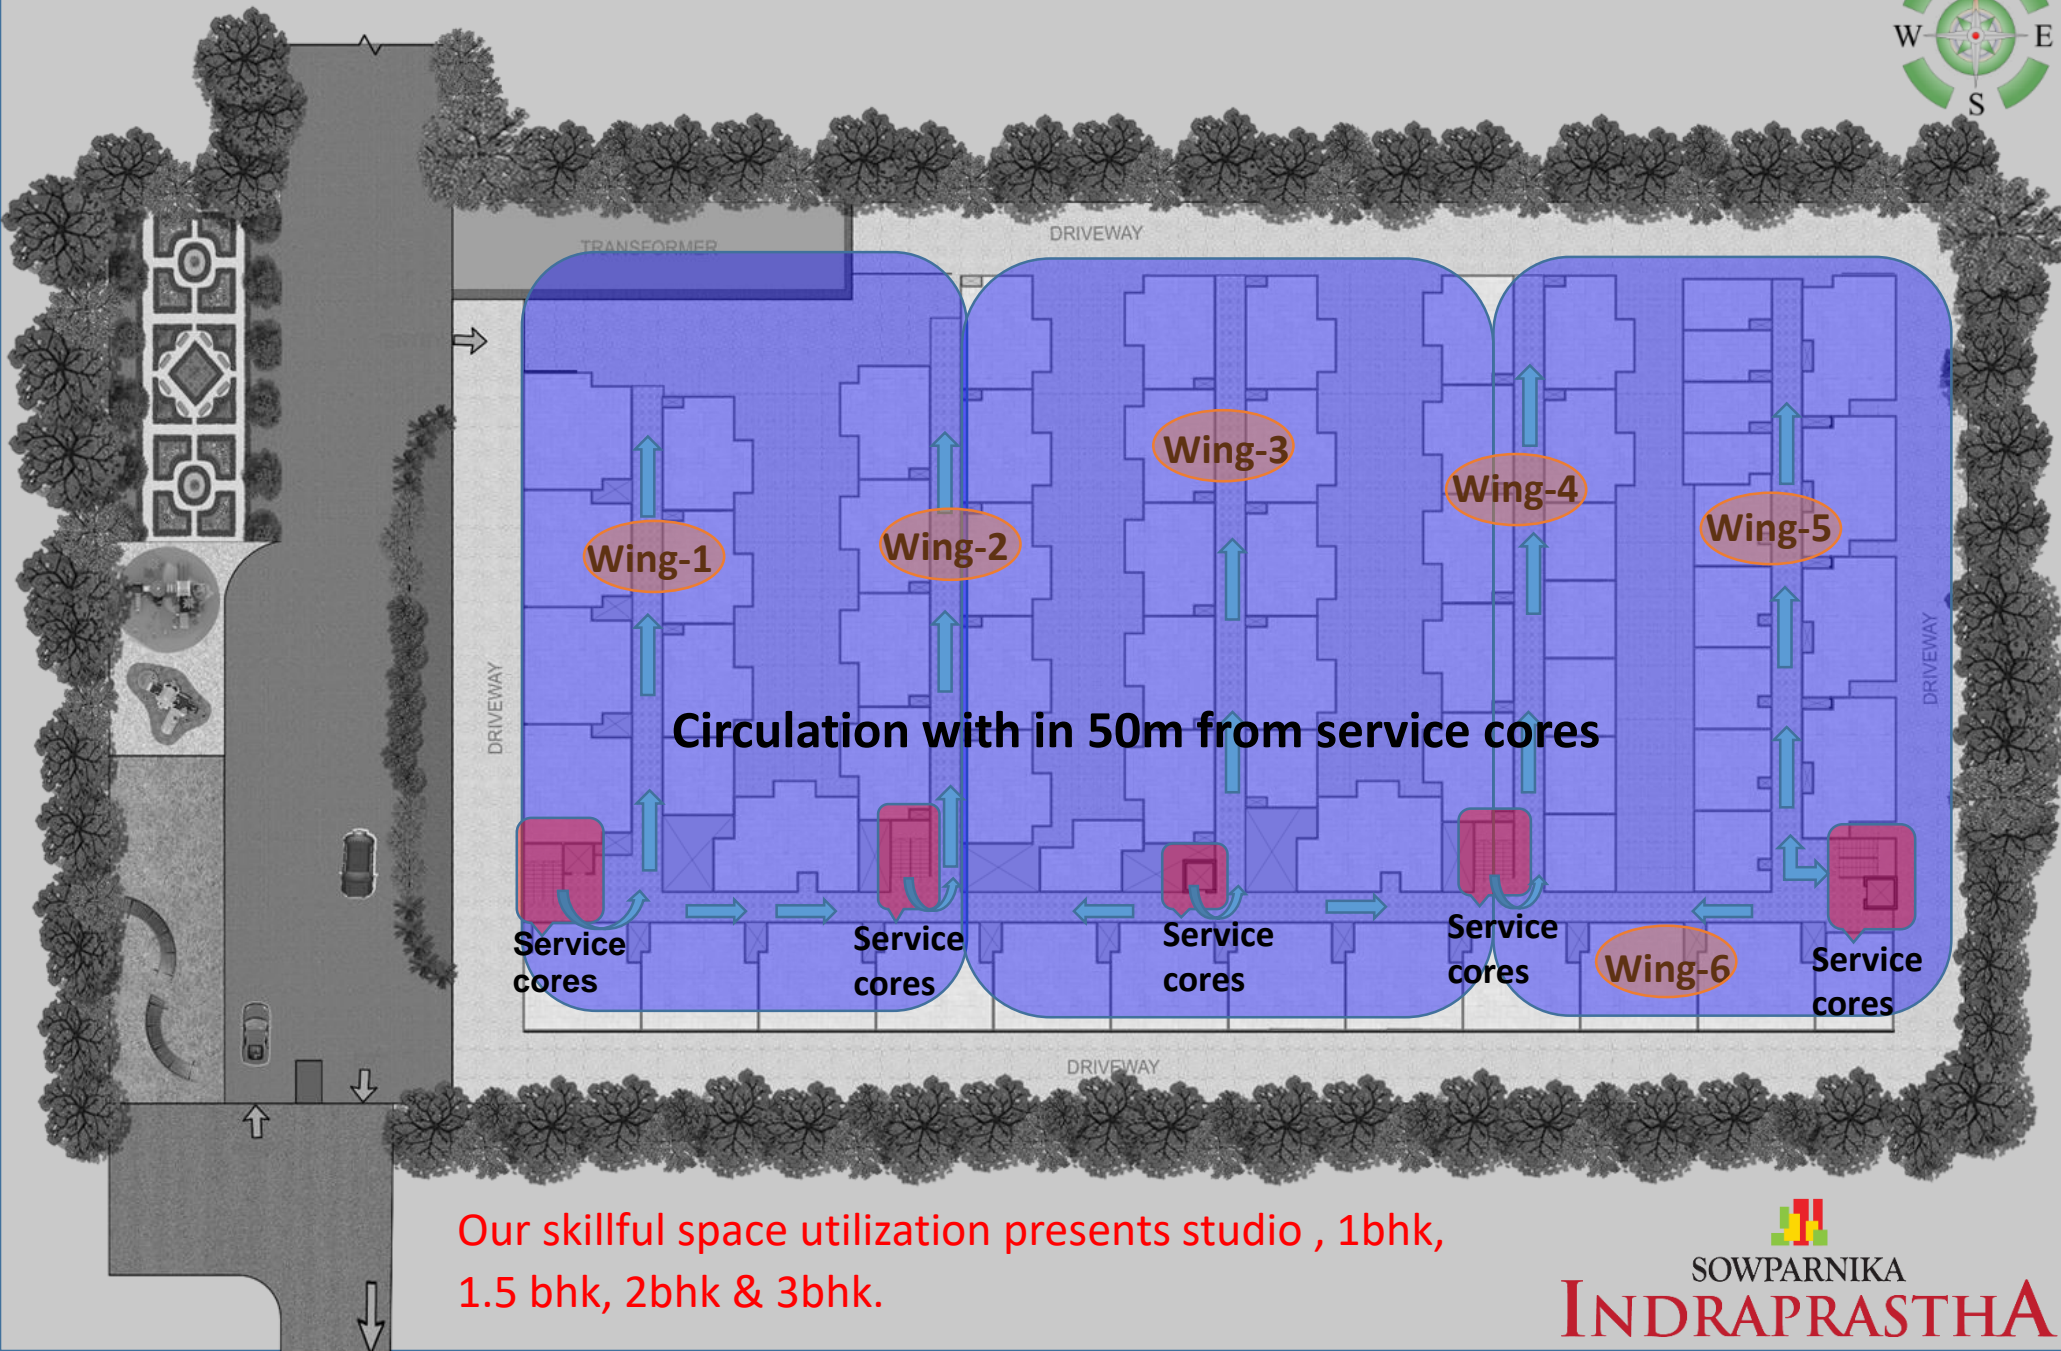 W
E
S
DRIVEWAY
TRANSFORMER
Wing-3
Wing-4
Wing-5
Wing-2
Wing-1
DRIVEWAY
DRIVEWAY
Circulation with in 50m from service cores
Service
cores
Service
cores
Service
cores
Service
cores
Wing-6
Service
cores
DRIVEWAY
Our skillful space utilization presents studio , 1bhk,
1.5 bhk, 2bhk & 3bhk.
SOWPARNIKA
INDRAPRASTHA